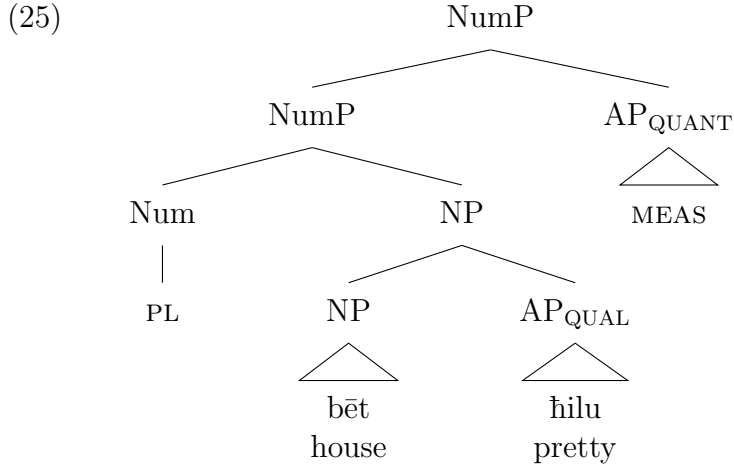 (25) NumP
NumP AP_QUANT
Num NP MEAS
PL NP AP_QUAL
bēt ħilu
house pretty